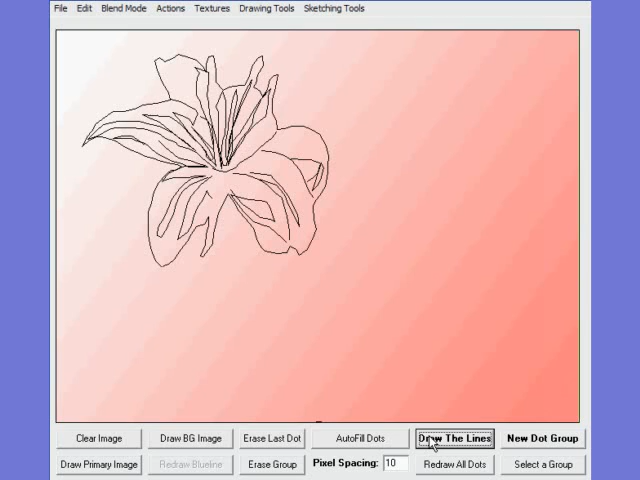 File Edit Blend Mode Actions Textures Drawing Tools Sketching Tools
Clear Image Draw BG Image Erase Last Dot AutoFill Dots Draw The Lines New Dot Group
Draw Primary Image Redraw Blueline Erase Group Pixel Spacing: 10 Redraw All Dots Select a Group